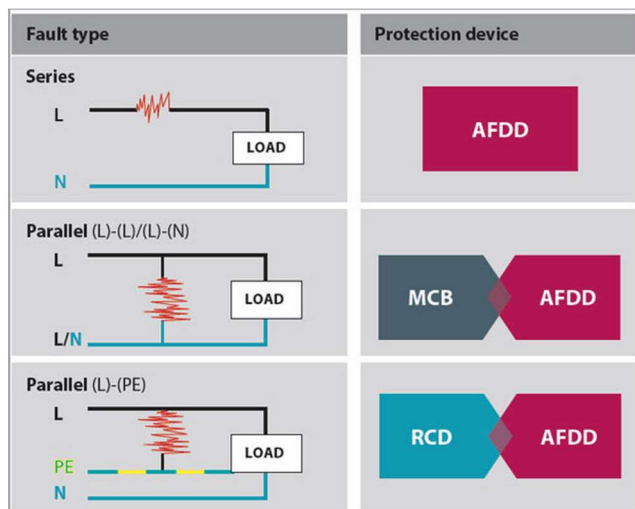 Fault type
Protection device
Series
L
LOAD
N
AFDD
Parallel (L)-(L)/(L)-(N)
L
LOAD
L/N
MCB
AFDD
Parallel (L)-(PE)
L
LOAD
PE
N
RCD
AFDD